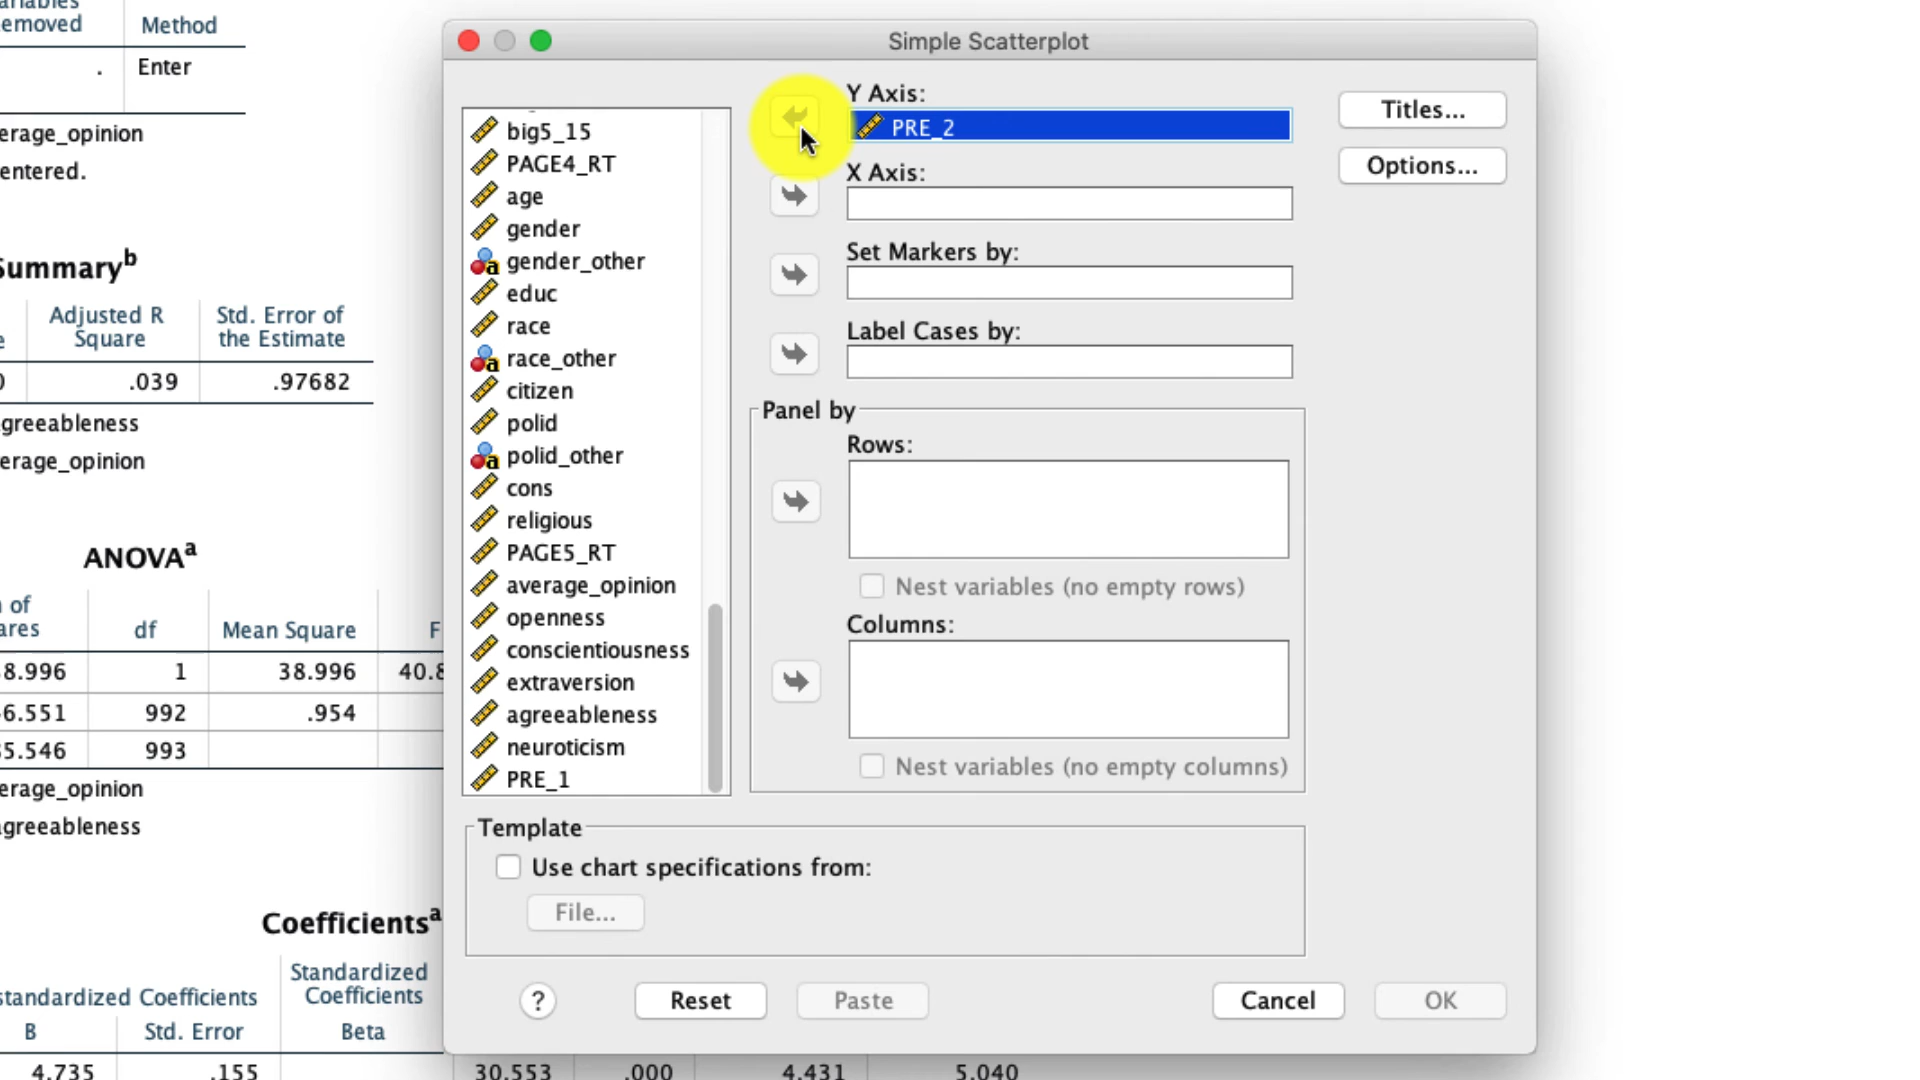 ariables
emoved
Method
. Enter
erage_opinion
entered.
Summaryb
Adjusted R Square
Std. Error of the Estimate
.039 .97682
greeableness
erage_opinion
ANOVAa
df Mean Square F
8.996 1 38.996 40.8
6.551 992 .954
5.546 993
erage_opinion
greeableness
Coefficientsa
standardized Coefficients
Standardized Coefficients
B Std. Error Beta
4.735 .155 30.553 .000 4.431 5.040
Simple Scatterplot
big5_15
PAGE4_RT
age
gender
gender_other
educ
race
race_other
citizen
polid
polid_other
cons
religious
PAGE5_RT
average_opinion
openness
conscientiousness
extraversion
agreeableness
neuroticism
PRE_1
Y Axis:
PRE_2
X Axis:
Set Markers by:
Label Cases by:
Panel by
Rows:
Nest variables (no empty rows)
Columns:
Nest variables (no empty columns)
Titles...
Options...
Template
Use chart specifications from:
File...
?
Reset
Paste
Cancel
OK